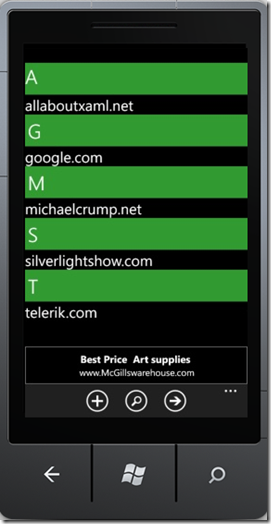 A
allaboutxaml.net
G
google.com
M
michaelcrump.net
S
silverlightshow.com
T
telerik.com
Best Price Art supplies
www.McGillswarehouse.com